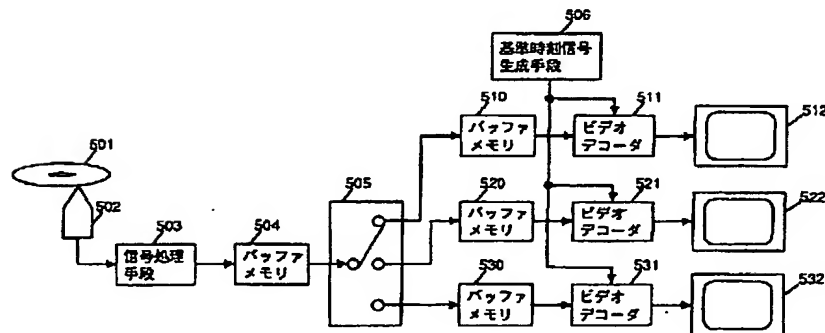 506
基準時刻信号
生成手段
510
バッファ
メモリ
511
ビデオ
デコーダ
512
501
502
503
信号処理
手段
504
バッファ
メモリ
505
520
バッファ
メモリ
521
ビデオ
デコーダ
522
530
バッファ
メモリ
531
ビデオ
デコーダ
532